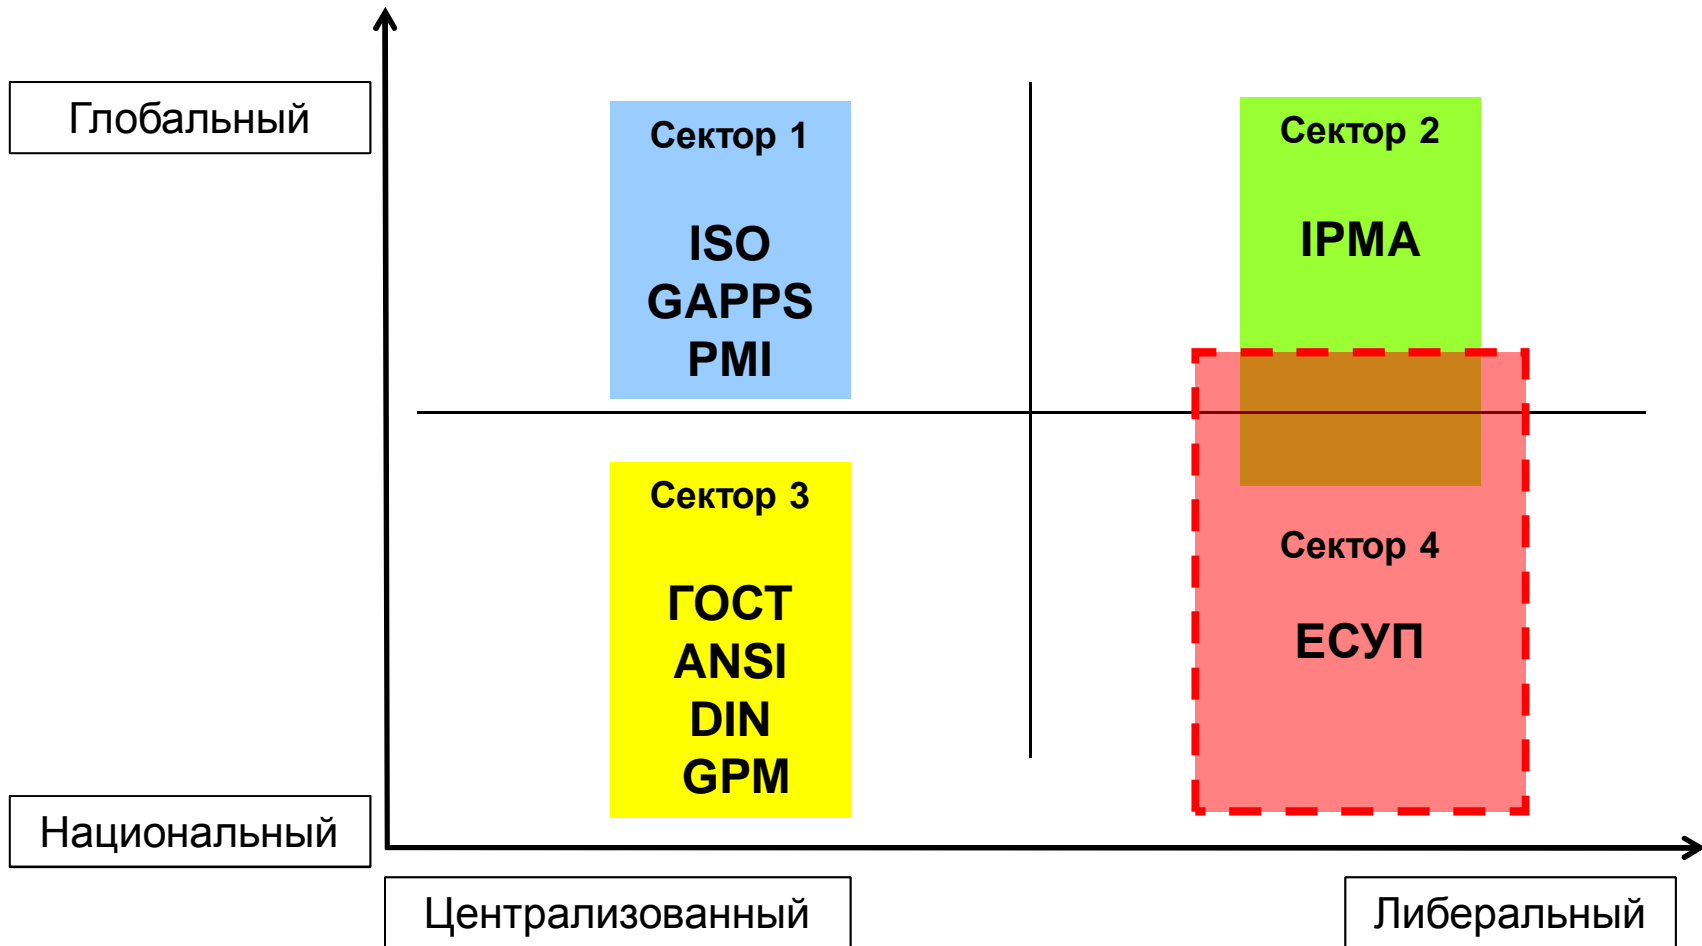 Глобальный
Сектор 1
ISO
GAPPS
PMI
Сектор 2
IPMA
Сектор 3
ГОСТ
ANSI
DIN
GPM
Сектор 4
ЕСУП
Национальный
Централизованный
Либеральный